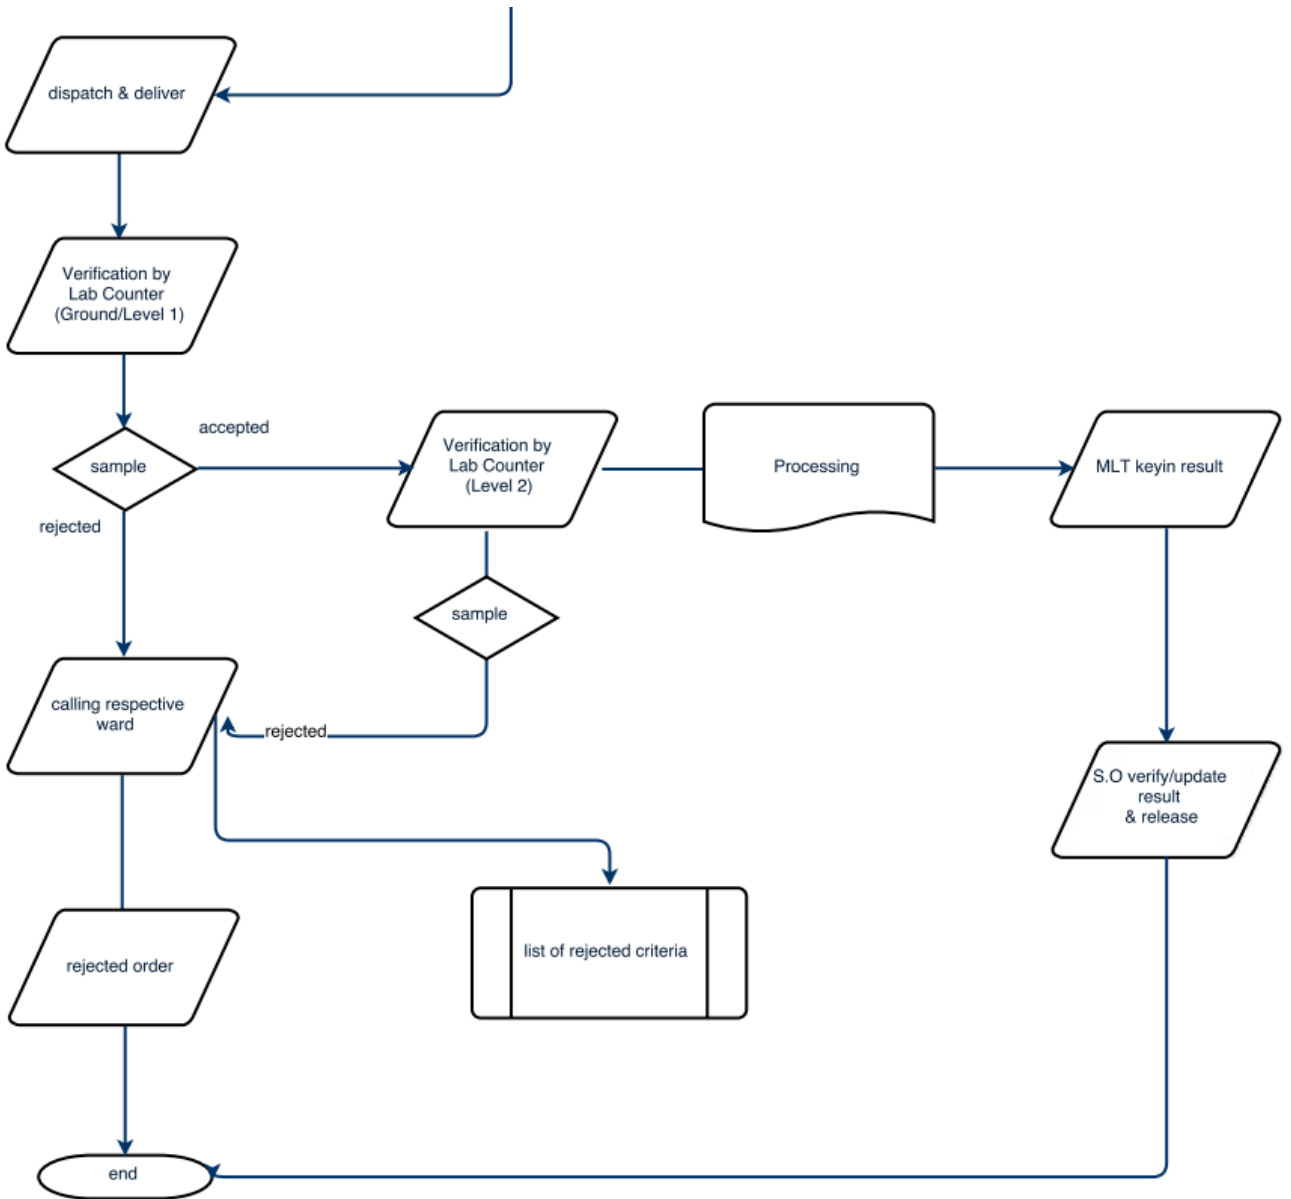 dispatch & deliver
Verification by
Lab Counter
(Ground/Level 1)
sample
accepted
rejected
Verification by
Lab Counter
(Level 2)
Processing
MLT keyin result
sample
rejected
calling respective
ward
S.O verify/update
result
& release
list of rejected criteria
rejected order
end